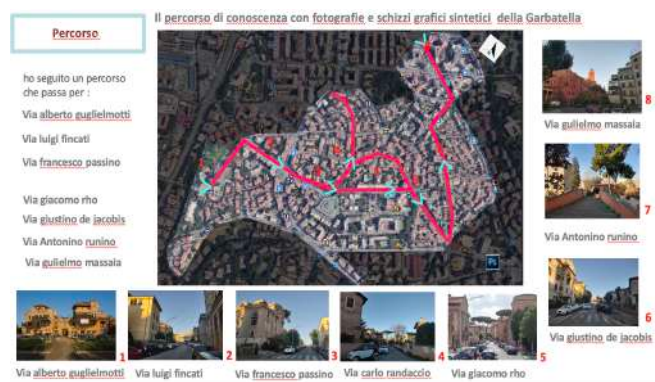 Il percorso di conoscenza con fotografie e schizzi grafici sintetici della Garbatella
Percorso
ho seguito un percorso
che passa per :
Via alberto guglielmotti
Via luigi fincati
Via francesco passino
Via giacomo rho
Via giustino de jacobis
Via Antonino runino
Via gulielmo massaia
Ps
8
Via gulielmo massaia
7
Via Antonino runino
6
Via giustino de jacobis
1
2
3
4
5
Via alberto guglielmotti
Via luigi fincati
Via francesco passino
Via carlo randaccio
Via giacomo rho